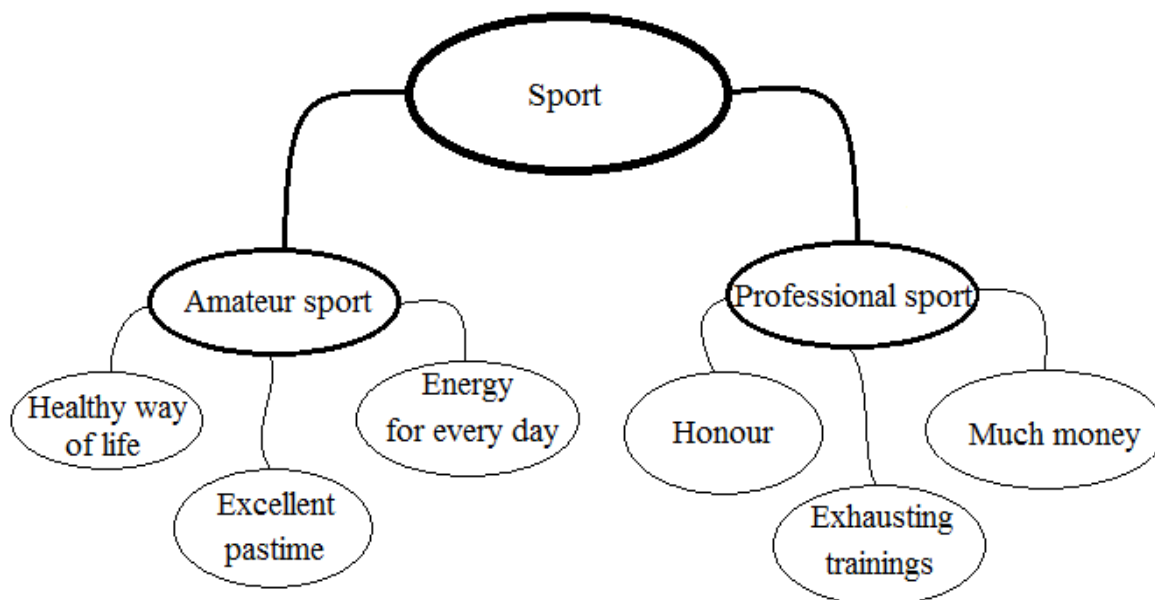 Sport
Amateur sport
Professional sport
Healthy way
of life
Excellent
pastime
Energy
for every day
Honour
Exhausting
trainings
Much money